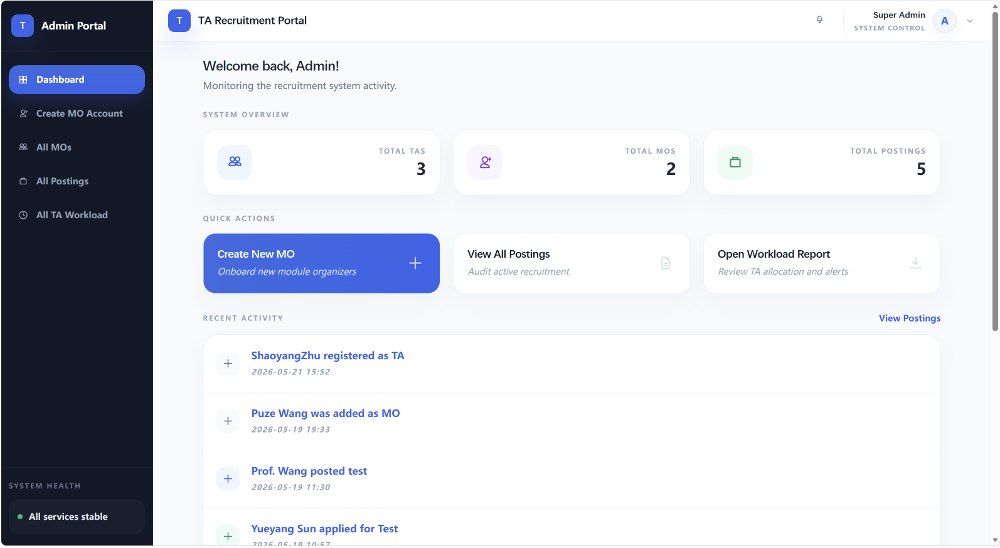 T Admin Portal
Dashboard
Create MO Account
All MOs
All Postings
All TA Workload
SYSTEM HEALTH
All services stable
T TA Recruitment Portal
Super Admin
SYSTEM CONTROL
A
Welcome back, Admin!
Monitoring the recruitment system activity.
SYSTEM OVERVIEW
TOTAL TAS
3
TOTAL MOS
2
TOTAL POSTINGS
5
QUICK ACTIONS
Create New MO
Onboard new module organizers
View All Postings
Audit active recruitment
Open Workload Report
Review TA allocation and alerts
RECENT ACTIVITY
View Postings
ShaoyangZhu registered as TA
2026-05-21 15:52
Puze Wang was added as MO
2026-05-19 19:33
Prof. Wang posted test
2026-05-19 11:30
Yueyang Sun applied for Test
2026-05-19 10:57